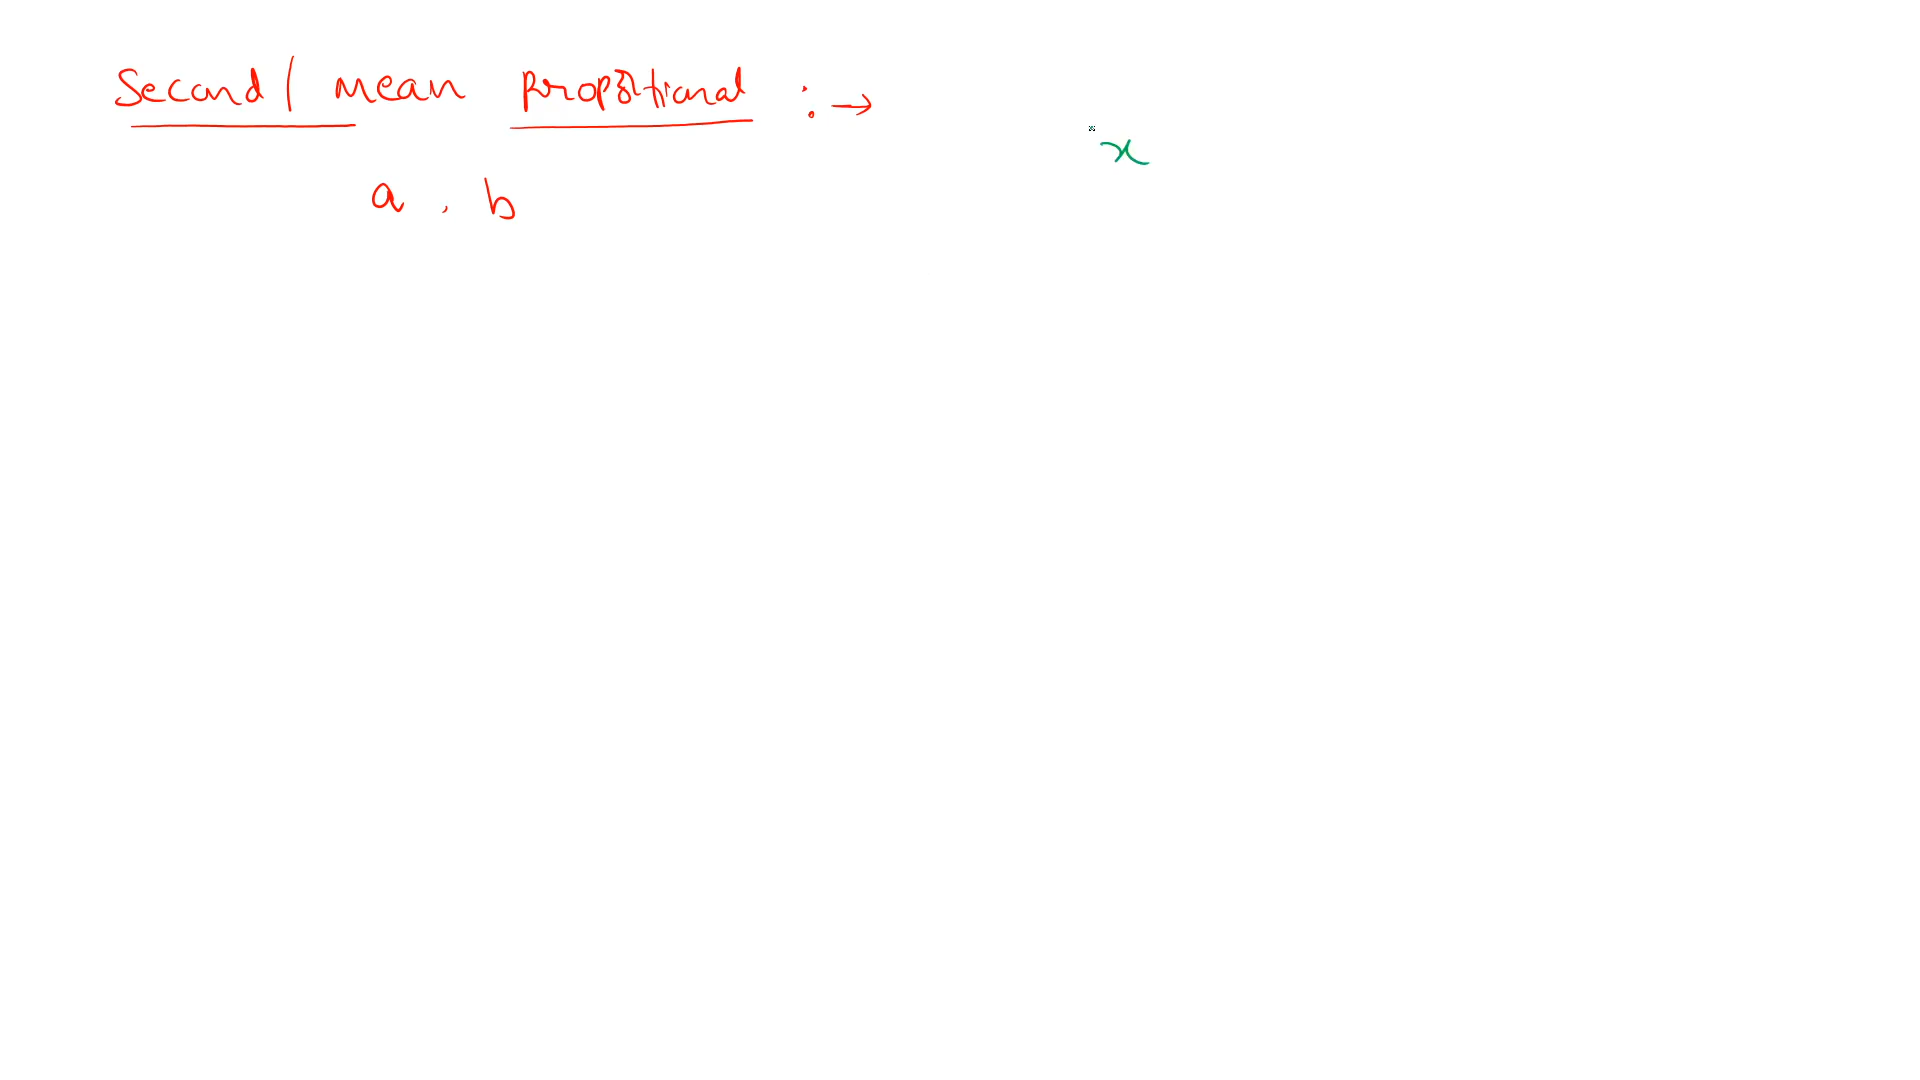 Second / mean proportional :→
x
a , b